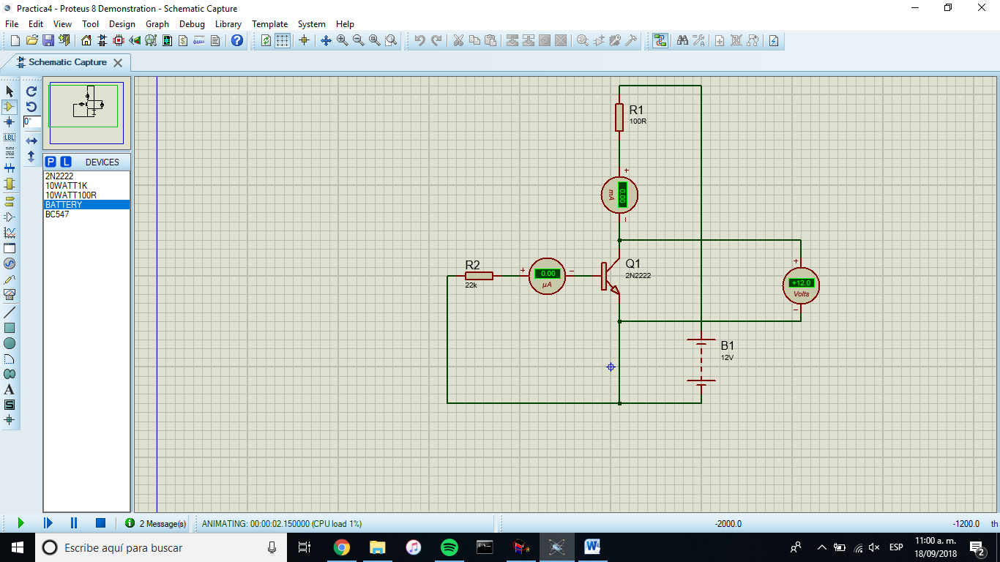 Practica4 - Proteus 8 Demonstration - Schematic Capture
File Edit View Tool Design Graph Debug Library Template System Help
Schematic Capture
0°
LBL
P L DEVICES
2N2222
10WATT1K
10WATT100R
BATTERY
BC547
A
S
R1
100R
+
mA
0.00
−
R2
22k
+
0.00
µA
−
Q1
2N2222
+
+12.0
Volts
−
B1
12V
2 Message(s)
ANIMATING: 00:00:02.150000 (CPU load 1%)
-2000.0
-1200.0
th
Escribe aquí para buscar
ESP
11:00 a. m.
18/09/2018
2